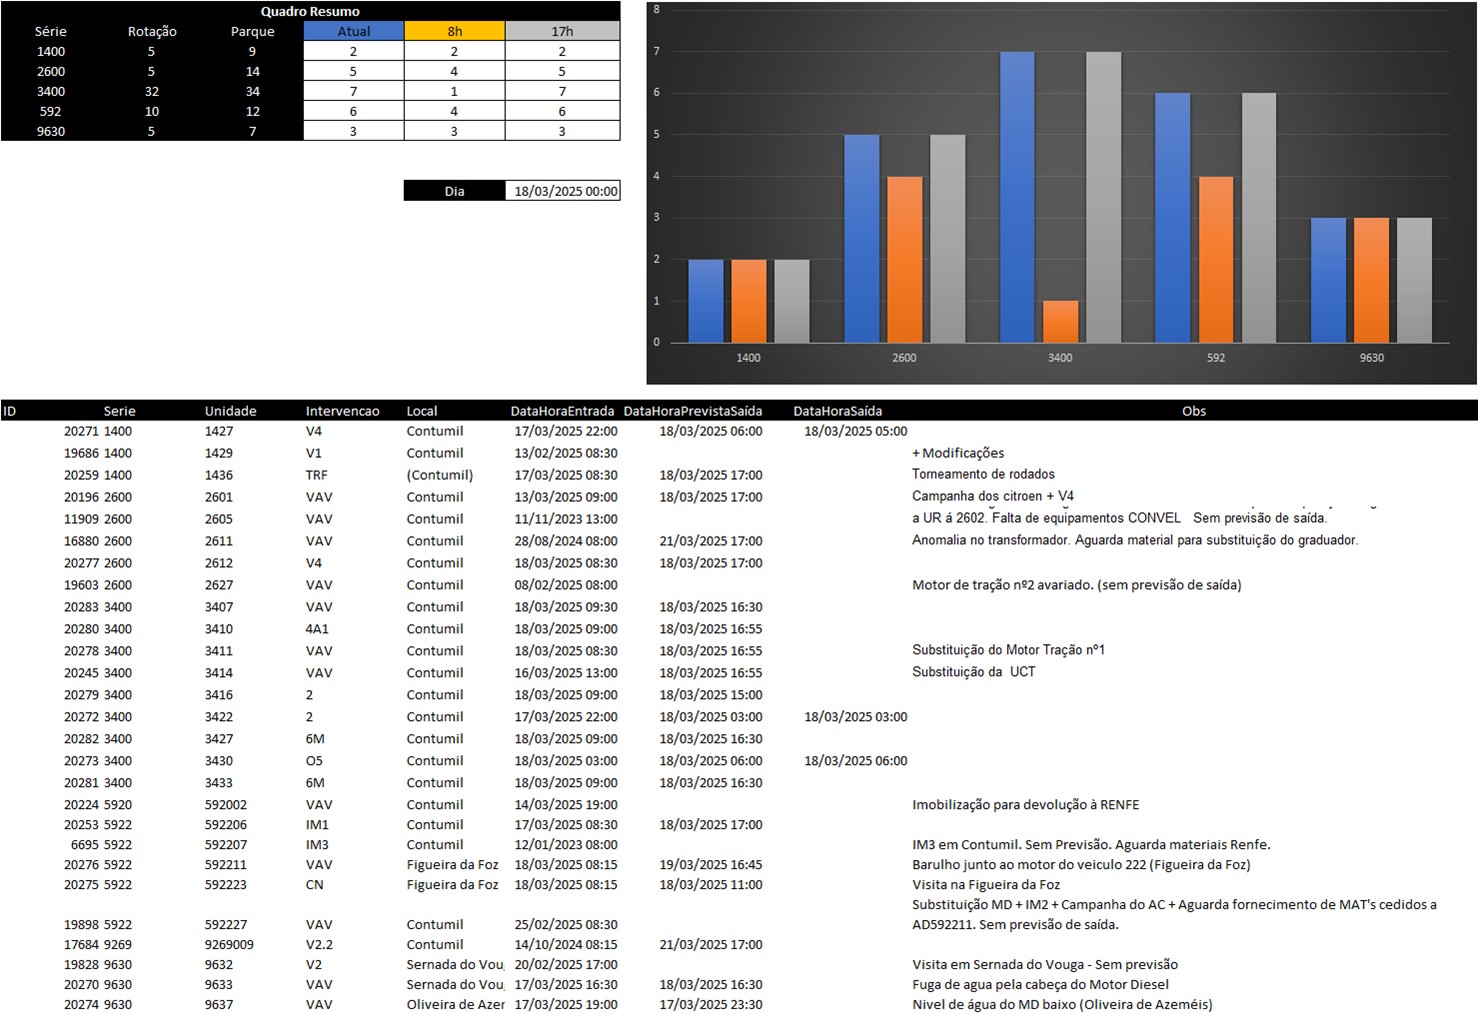 Quadro Resumo
Série Rotação Parque Atual 8h 17h
1400 5 9 2 2 2
2600 5 14 5 4 5
3400 32 34 7 1 7
592 10 12 6 4 6
9630 5 7 3 3 3
Dia 18/03/2025 00:00
8
7
6
5
4
3
2
1
0
1400 2600 3400 592 9630
ID Serie Unidade Intervencao Local DataHoraEntrada DataHoraPrevistaSaída DataHoraSaída Obs
20271 1400 1427 V4 Contumil 17/03/2025 22:00 18/03/2025 06:00 18/03/2025 05:00
19686 1400 1429 V1 Contumil 13/02/2025 08:30 + Modificações
20259 1400 1436 TRF (Contumil) 17/03/2025 08:30 18/03/2025 17:00 Torneamento de rodados
20196 2600 2601 VAV Contumil 13/03/2025 09:00 18/03/2025 17:00 Campanha dos citroen + V4
11909 2600 2605 VAV Contumil 11/11/2023 13:00 a UR á 2602. Falta de equipamentos CONVEL Sem previsão de saída.
16880 2600 2611 VAV Contumil 28/08/2024 08:00 21/03/2025 17:00 Anomalia no transformador. Aguarda material para substituição do graduador.
20277 2600 2612 V4 Contumil 18/03/2025 08:30 18/03/2025 17:00
19603 2600 2627 VAV Contumil 08/02/2025 08:00 Motor de tração nº2 avariado. (sem previsão de saída)
20283 3400 3407 VAV Contumil 18/03/2025 09:30 18/03/2025 16:30
20280 3400 3410 4A1 Contumil 18/03/2025 09:00 18/03/2025 16:55
20278 3400 3411 VAV Contumil 18/03/2025 08:30 18/03/2025 16:55 Substituição do Motor Tração nº1
20245 3400 3414 VAV Contumil 16/03/2025 13:00 18/03/2025 16:55 Substituição da UCT
20279 3400 3416 2 Contumil 18/03/2025 09:00 18/03/2025 15:00
20272 3400 3422 2 Contumil 17/03/2025 22:00 18/03/2025 03:00 18/03/2025 03:00
20282 3400 3427 6M Contumil 18/03/2025 09:00 18/03/2025 16:30
20273 3400 3430 O5 Contumil 18/03/2025 03:00 18/03/2025 06:00 18/03/2025 06:00
20281 3400 3433 6M Contumil 18/03/2025 09:00 18/03/2025 16:30
20224 5920 592002 VAV Contumil 14/03/2025 19:00 Imobilização para devolução à RENFE
20253 5922 592206 IM1 Contumil 17/03/2025 08:30 18/03/2025 17:00
6695 5922 592207 IM3 Contumil 12/01/2023 08:00 IM3 em Contumil. Sem Previsão. Aguarda materiais Renfe.
20276 5922 592211 VAV Figueira da Foz 18/03/2025 08:15 19/03/2025 16:45 Barulho junto ao motor do veiculo 222 (Figueira da Foz)
20275 5922 592223 CN Figueira da Foz 18/03/2025 08:15 18/03/2025 11:00 Visita na Figueira da Foz
Substituição MD + IM2 + Campanha do AC + Aguarda fornecimento de MAT's cedidos a
19898 5922 592227 VAV Contumil 25/02/2025 08:30 AD592211. Sem previsão de saída.
17684 9269 9269009 V2.2 Contumil 14/10/2024 08:15 21/03/2025 17:00
19828 9630 9632 V2 Sernada do Vou 20/02/2025 17:00 Visita em Sernada do Vouga - Sem previsão
20270 9630 9633 VAV Sernada do Vou 17/03/2025 16:30 18/03/2025 16:30 Fuga de agua pela cabeça do Motor Diesel
20274 9630 9637 VAV Oliveira de Azer 17/03/2025 19:00 17/03/2025 23:30 Nivel de água do MD baixo (Oliveira de Azeméis)